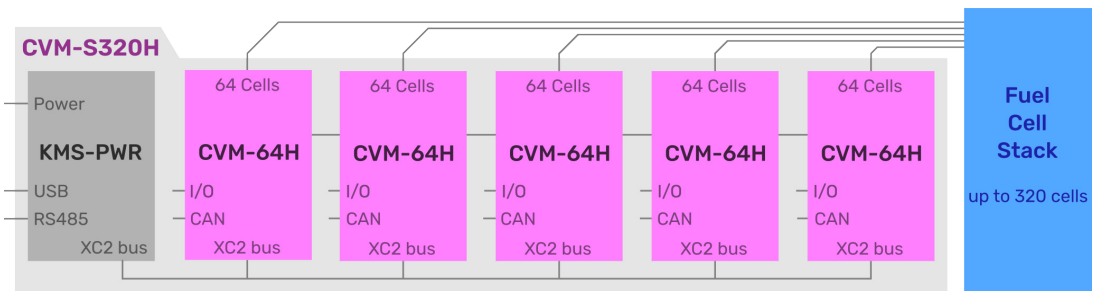 CVM-S320H
Power
KMS-PWR
USB
RS485
XC2 bus
64 Cells
CVM-64H
I/O
CAN
XC2 bus
64 Cells
CVM-64H
I/O
CAN
XC2 bus
64 Cells
CVM-64H
I/O
CAN
XC2 bus
64 Cells
CVM-64H
I/O
CAN
XC2 bus
64 Cells
CVM-64H
I/O
CAN
XC2 bus
Fuel
Cell
Stack
up to 320 cells